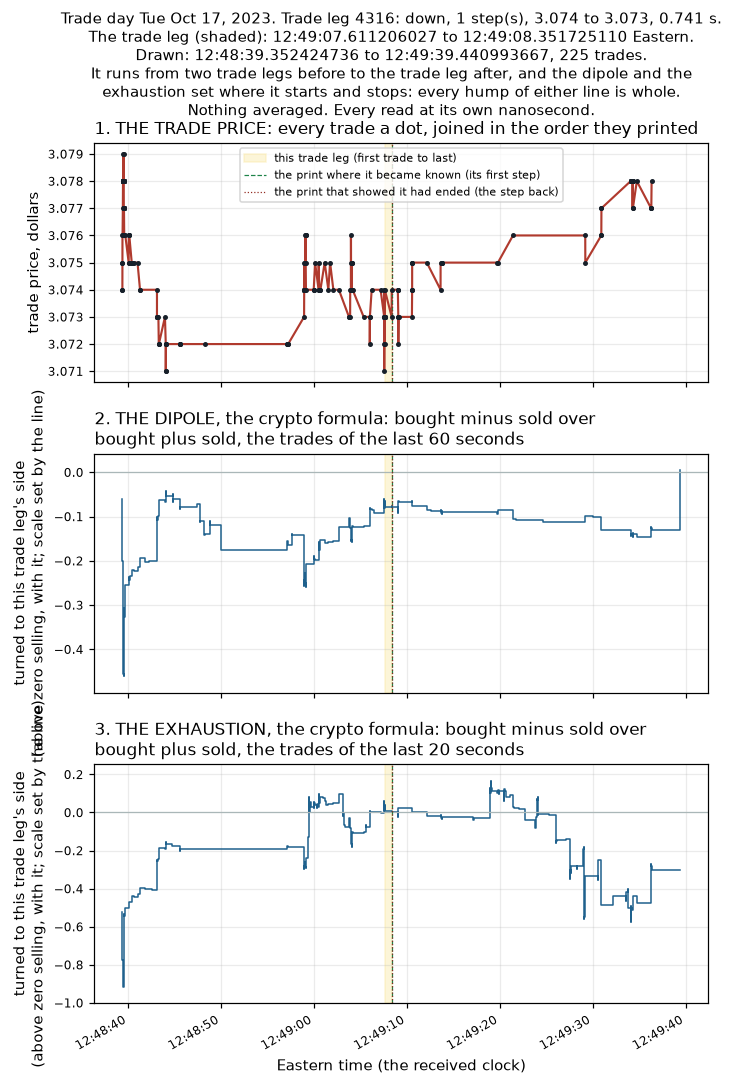 Trade day Tue Oct 17, 2023. Trade leg 4316: down, 1 step(s), 3.074 to 3.073, 0.741 s.
The trade leg (shaded): 12:49:07.611206027 to 12:49:08.351725110 Eastern.
Drawn: 12:48:39.352424736 to 12:49:39.440993667, 225 trades.
It runs from two trade legs before to the trade leg after, and the dipole and the
exhaustion set where it starts and stops: every hump of either line is whole.
Nothing averaged. Every read at its own nanosecond.
1. THE TRADE PRICE: every trade a dot, joined in the order they printed
this trade leg (first trade to last)
the print where it became known (its first step)
the print that showed it had ended (the step back)
trade price, dollars
3.079
3.078
3.077
3.076
3.075
3.074
3.073
3.072
3.071
2. THE DIPOLE, the crypto formula: bought minus sold over
bought plus sold, the trades of the last 60 seconds
turned to this trade leg's side
(above zero selling, with it; scale set by the line)
0.0
−0.1
−0.2
−0.3
−0.4
3. THE EXHAUSTION, the crypto formula: bought minus sold over
bought plus sold, the trades of the last 20 seconds
turned to this trade leg's side
(above zero selling, with it; scale set by the line)
0.2
0.0
−0.2
−0.4
−0.6
−0.8
−1.0
12:48:40
12:48:50
12:49:00
12:49:10
12:49:20
12:49:30
12:49:40
Eastern time (the received clock)